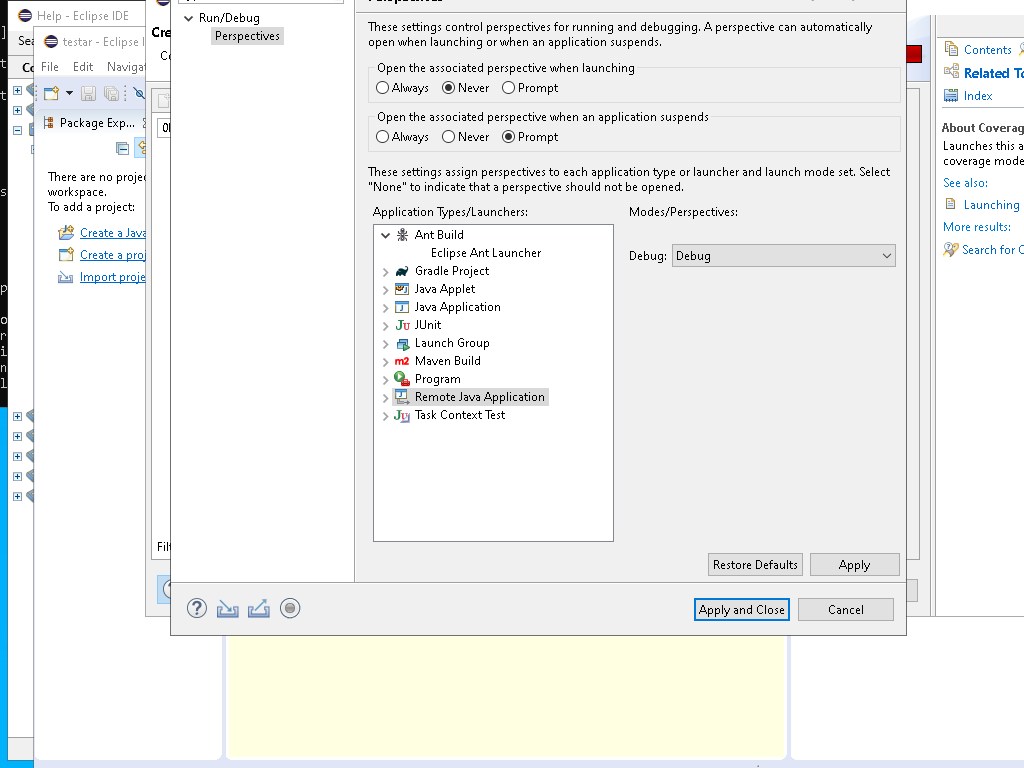 Help - Eclipse IDE
testar - Eclipse I
File Edit Navigat
Package Exp...
There are no projec
workspace.
To add a project:
Create a Java
Create a proj
Import proje
Run/Debug
Perspectives
These settings control perspectives for running and debugging. A perspective can automatically
open when launching or when an application suspends.
Open the associated perspective when launching
Always Never Prompt
Open the associated perspective when an application suspends
Always Never Prompt
These settings assign perspectives to each application type or launcher and launch mode set. Select
"None" to indicate that a perspective should not be opened.
Application Types/Launchers:
Modes/Perspectives:
Ant Build
Eclipse Ant Launcher
Gradle Project
Java Applet
Java Application
JUnit
Launch Group
Maven Build
Program
Remote Java Application
Task Context Test
Debug: Debug
Restore Defaults Apply
Apply and Close Cancel
Contents
Related To
Index
About Coverag
Launches this a
coverage mode
See also:
Launching
More results:
Search for C